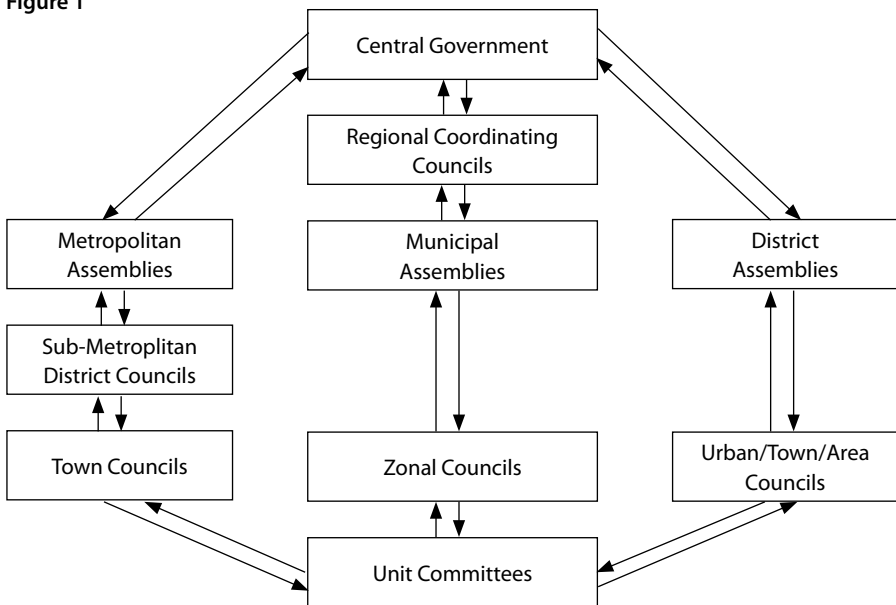 Figure 1
Central Government
Regional Coordinating
Councils
Metropolitan
Assemblies
Municipal
Assemblies
District
Assemblies
Sub-Metroplitan
District Councils
Town Councils
Zonal Councils
Urban/Town/Area
Councils
Unit Committees